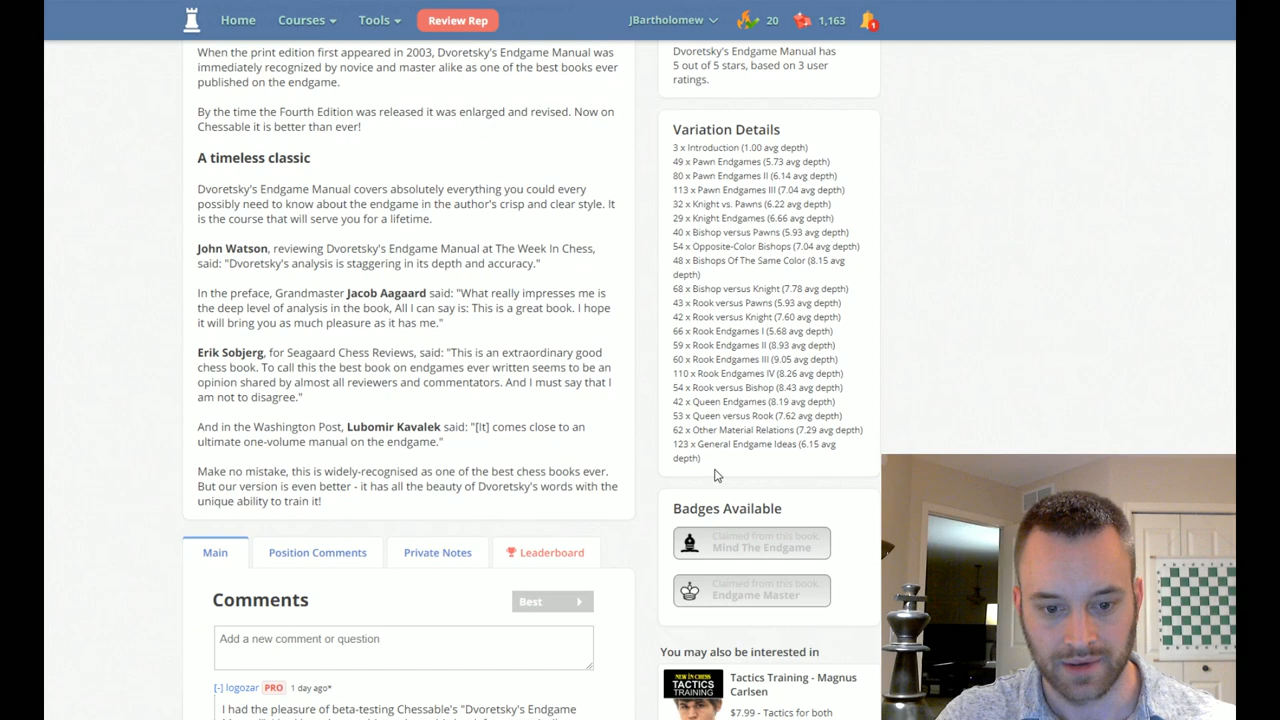 Home
Courses
Tools
Review Rep
JBartholomew
20
1,163
1
When the print edition first appeared in 2003, Dvoretsky's Endgame Manual was
immediately recognized by novice and master alike as one of the best books ever
published on the endgame.
By the time the Fourth Edition was released it was enlarged and revised. Now on
Chessable it is better than ever!
A timeless classic
Dvoretsky's Endgame Manual covers absolutely everything you could every
possibly need to know about the endgame in the author's crisp and clear style. It
is the course that will serve you for a lifetime.
John Watson, reviewing Dvoretsky's Endgame Manual at The Week In Chess,
said: "Dvoretsky's analysis is staggering in its depth and accuracy."
In the preface, Grandmaster Jacob Aagaard said: "What really impresses me is
the deep level of analysis in the book, All I can say is: This is a great book. I hope
it will bring you as much pleasure as it has me."
Erik Sobjerg, for Seagaard Chess Reviews, said: "This is an extraordinary good
chess book. To call this the best book on endgames ever written seems to be an
opinion shared by almost all reviewers and commentators. And I must say that I
am not to disagree."
And in the Washington Post, Lubomir Kavalek said: "[It] comes close to an
ultimate one-volume manual on the endgame."
Make no mistake, this is widely-recognised as one of the best chess books ever.
But our version is even better - it has all the beauty of Dvoretsky's words with the
unique ability to train it!
Main
Position Comments
Private Notes
Leaderboard
Comments
Best
Add a new comment or question
[-] logozar PRO 1 day ago*
I had the pleasure of beta-testing Chessable's "Dvoretsky's Endgame
Dvoretsky's Endgame Manual has
5 out of 5 stars, based on 3 user
ratings.
Variation Details
3 x Introduction (1.00 avg depth)
49 x Pawn Endgames (5.73 avg depth)
80 x Pawn Endgames II (6.14 avg depth)
113 x Pawn Endgames III (7.04 avg depth)
32 x Knight vs. Pawns (6.22 avg depth)
29 x Knight Endgames (6.66 avg depth)
40 x Bishop versus Pawns (5.93 avg depth)
54 x Opposite-Color Bishops (7.04 avg depth)
48 x Bishops Of The Same Color (8.15 avg
depth)
68 x Bishop versus Knight (7.78 avg depth)
43 x Rook versus Pawns (5.93 avg depth)
42 x Rook versus Knight (7.60 avg depth)
66 x Rook Endgames I (5.68 avg depth)
59 x Rook Endgames II (8.93 avg depth)
60 x Rook Endgames III (9.05 avg depth)
110 x Rook Endgames IV (8.26 avg depth)
54 x Rook versus Bishop (8.43 avg depth)
42 x Queen Endgames (8.19 avg depth)
53 x Queen versus Rook (7.62 avg depth)
62 x Other Material Relations (7.29 avg depth)
123 x General Endgame Ideas (6.15 avg
depth)
Badges Available
Claimed from this book:
Mind The Endgame
Claimed from this book:
Endgame Master
You may also be interested in
NEW IN CHESS
TACTICS
TRAINING
Tactics Training - Magnus
Carlsen
$7.99 - Tactics for both